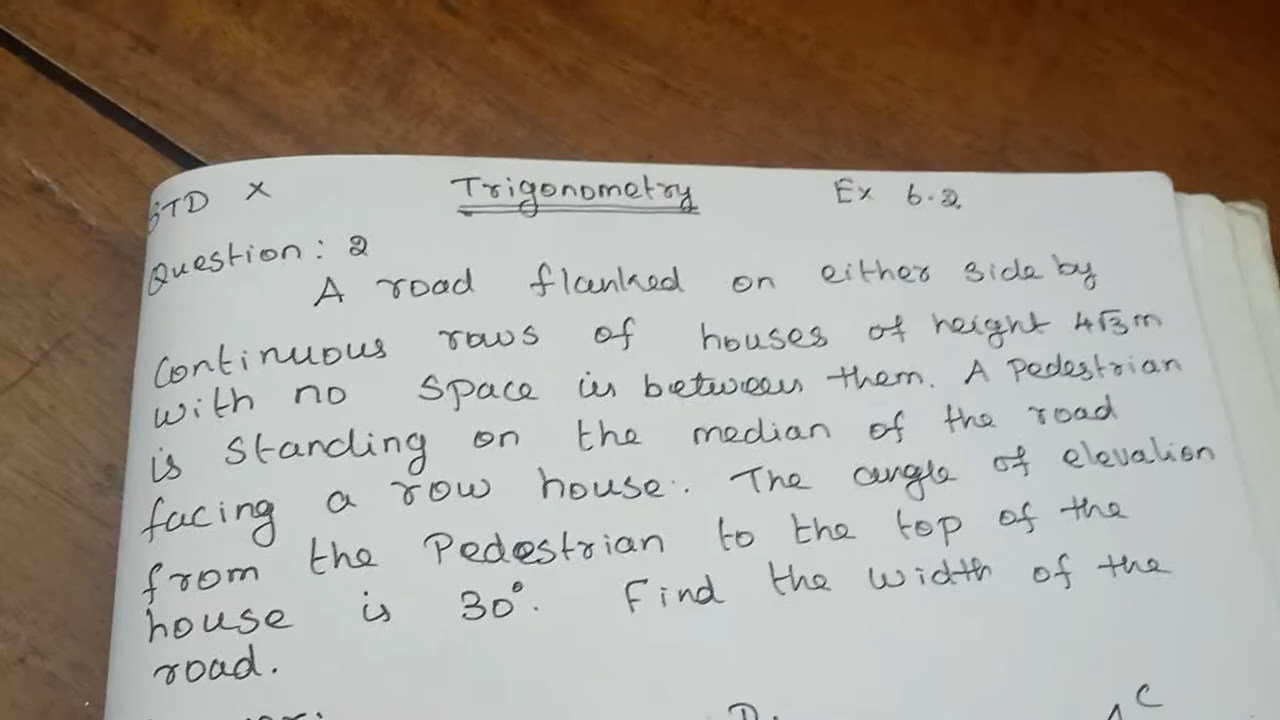 STD X Trigonometry Ex 6.2
Question: 2
A road flanked on either side by
continuous rows of houses of height 4√3 m
with no space in between them. A Pedestrian
is standing on the median of the road
facing a row house. The angle of elevation
from the Pedestrian to the top of the
house is 30°. Find the width of the
road.
D C